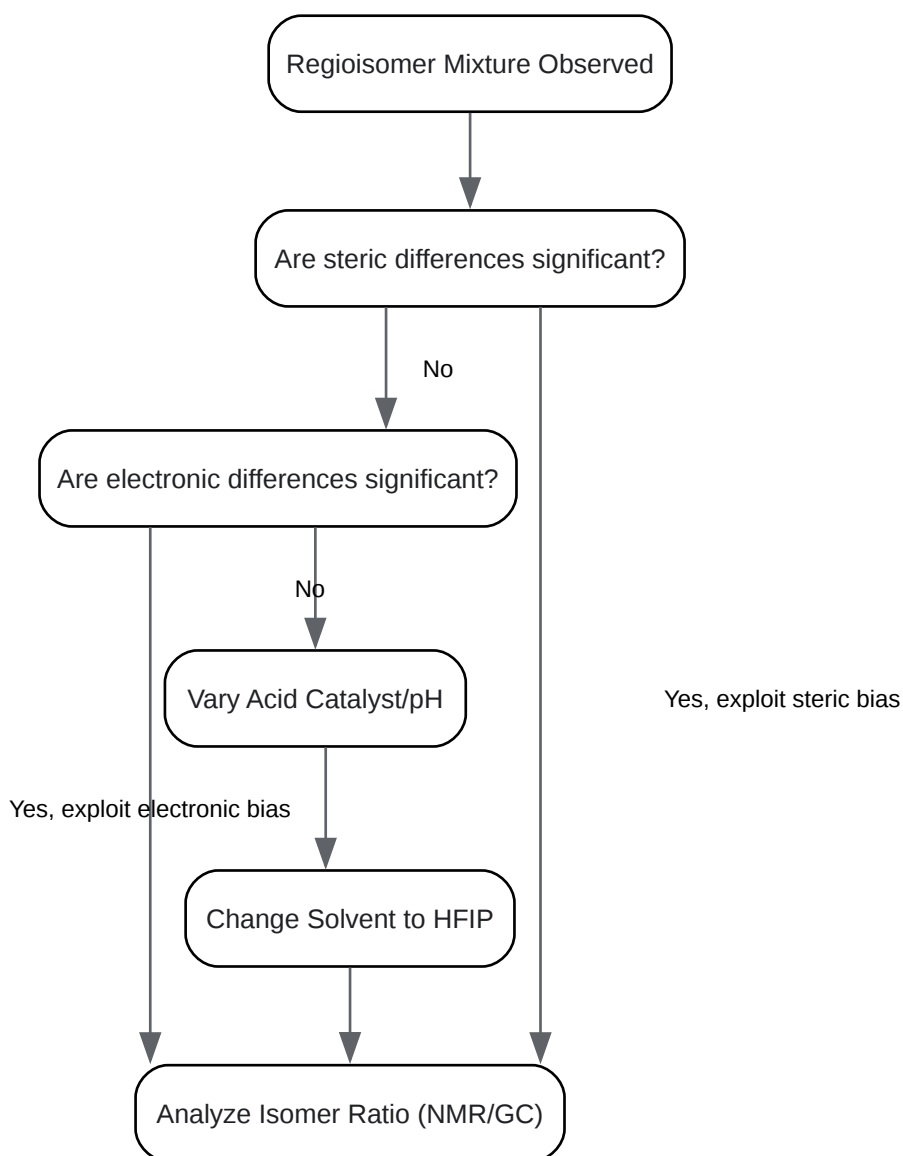 Regioisomer Mixture Observed
Are steric differences significant?
No
Are electronic differences significant?
No
Vary Acid Catalyst/pH
Yes, exploit steric bias
Yes, exploit electronic bias
Change Solvent to HFIP
Analyze Isomer Ratio (NMR/GC)